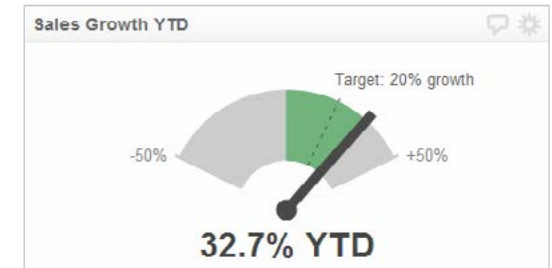 Sales Growth YTD
Target: 20% growth
-50%
+50%
32.7% YTD